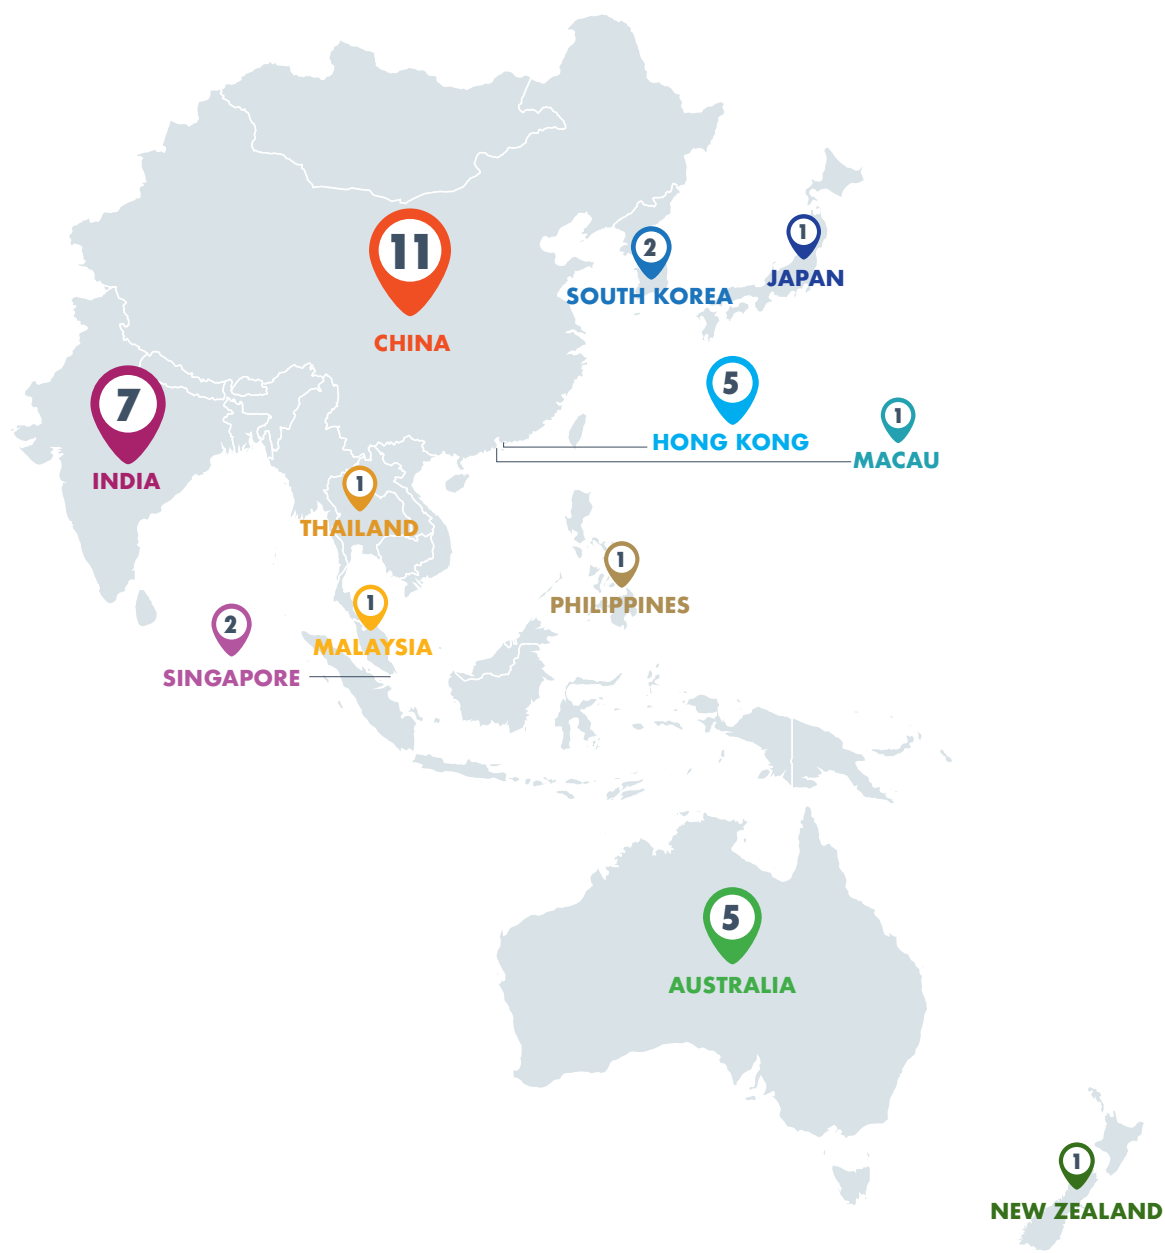 11
CHINA
2
SOUTH KOREA
1
JAPAN
7
INDIA
5
HONG KONG
1
MACAU
1
THAILAND
1
PHILIPPINES
1
MALAYSIA
2
SINGAPORE
5
AUSTRALIA
1
NEW ZEALAND